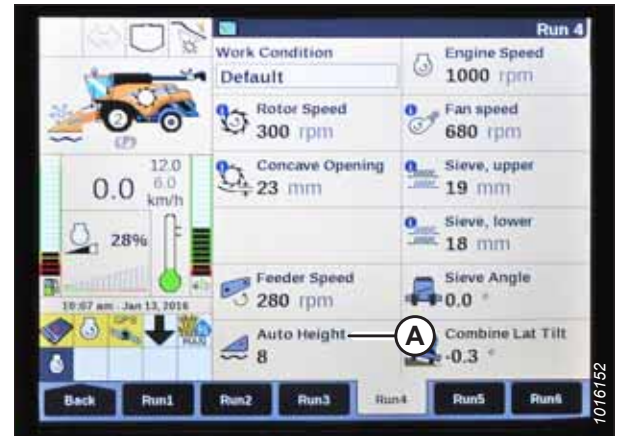 Run 4
Work Condition
Default
Engine Speed
1000 rpm
Rotor Speed
300 rpm
Fan speed
680 rpm
Concave Opening
23 mm
Sieve, upper
19 mm
Sieve, lower
18 mm
Feeder Speed
280 rpm
Sieve Angle
0.0 °
Auto Height
8
A
Combine Lat Tilt
-0.3 °
2
(P)
12.0
0.0
6.0
km/h
28%
10:07 am Jan 13, 2016
GPS
MAN
Back
Run1
Run2
Run3
Run4
Run5
Run6
1016152